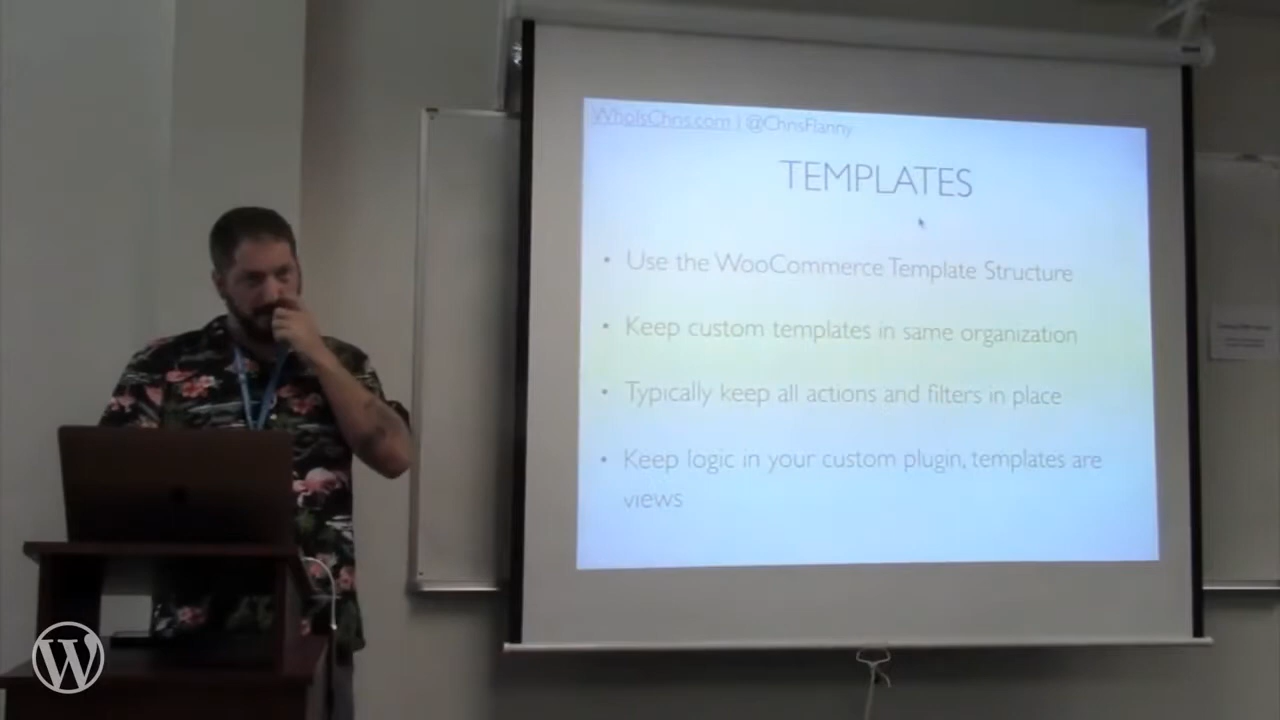 WhoIsChris.com | @ChrisFlanny
TEMPLATES
• Use the WooCommerce Template Structure
• Keep custom templates in same organization
• Typically keep all actions and filters in place
• Keep logic in your custom plugin, templates are
views